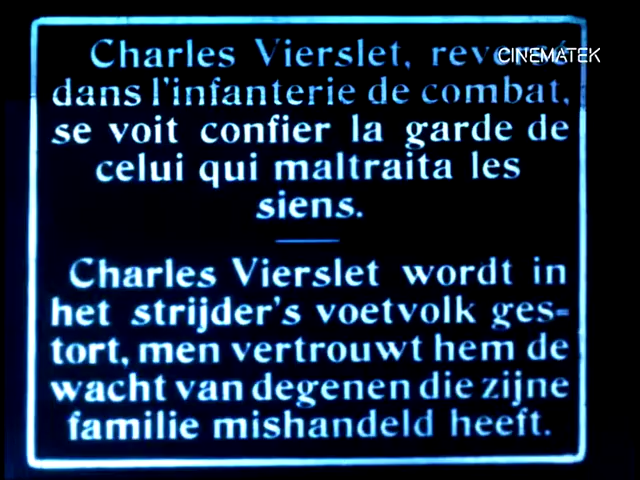 Charles Vierslet,
CINEMATEK
dans l'infanterie de combat,
se voit confier la garde de
celui qui maltraita les
siens.
Charles Vierslet wordt in
het strijder's voetvolk ges=
tort, men vertrouwt hem de
wacht van degenen die zijne
familie mishandeld heeft.